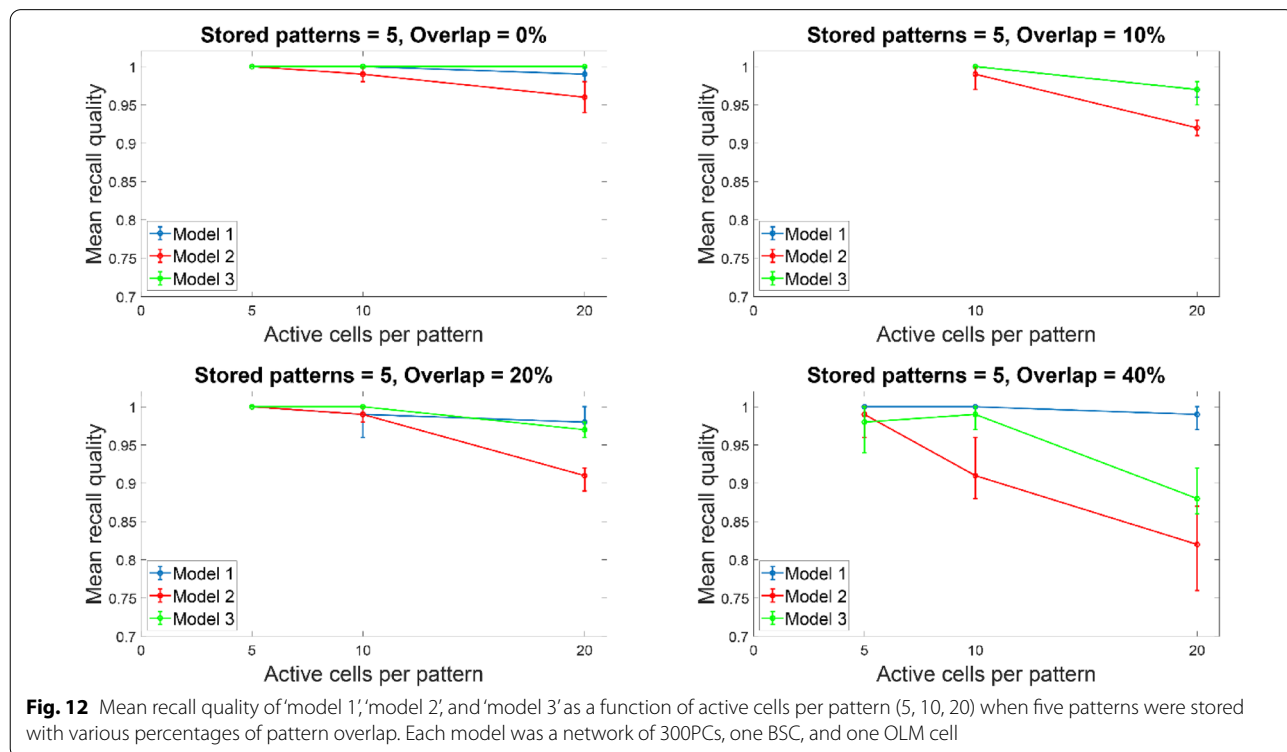 Stored patterns = 5, Overlap = 0%
Mean recall quality
1
0.95
0.9
0.85
0.8
0.75
0.7
Model 1
Model 2
Model 3
0
5
10
20
Active cells per pattern
Stored patterns = 5, Overlap = 10%
Mean recall quality
1
0.95
0.9
0.85
0.8
0.75
0.7
Model 1
Model 2
Model 3
0
10
20
Active cells per pattern
Stored patterns = 5, Overlap = 20%
Mean recall quality
1
0.95
0.9
0.85
0.8
0.75
0.7
Model 1
Model 2
Model 3
0
5
10
20
Active cells per pattern
Stored patterns = 5, Overlap = 40%
Mean recall quality
1
0.95
0.9
0.85
0.8
0.75
0.7
Model 1
Model 2
Model 3
0
5
10
20
Active cells per pattern
Fig. 12 Mean recall quality of ‘model 1’, ‘model 2’, and ‘model 3’ as a function of active cells per pattern (5, 10, 20) when five patterns were stored
with various percentages of pattern overlap. Each model was a network of 300PCs, one BSC, and one OLM cell